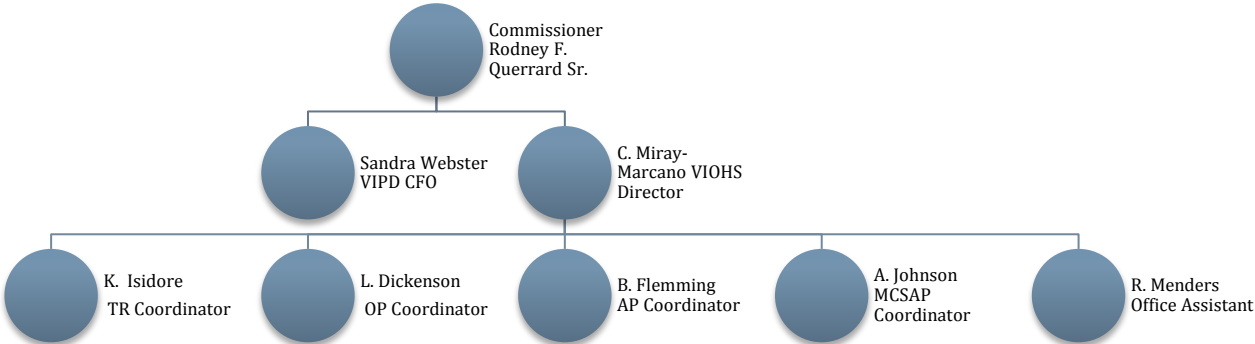 Commissioner
Rodney F.
Querrard Sr.
Sandra Webster
VIPD CFO
C. Miray-
Marcano VIOHS
Director
K. Isidore
TR Coordinator
L. Dickenson
OP Coordinator
B. Flemming
AP Coordinator
A. Johnson
MCSAP
Coordinator
R. Menders
Office Assistant